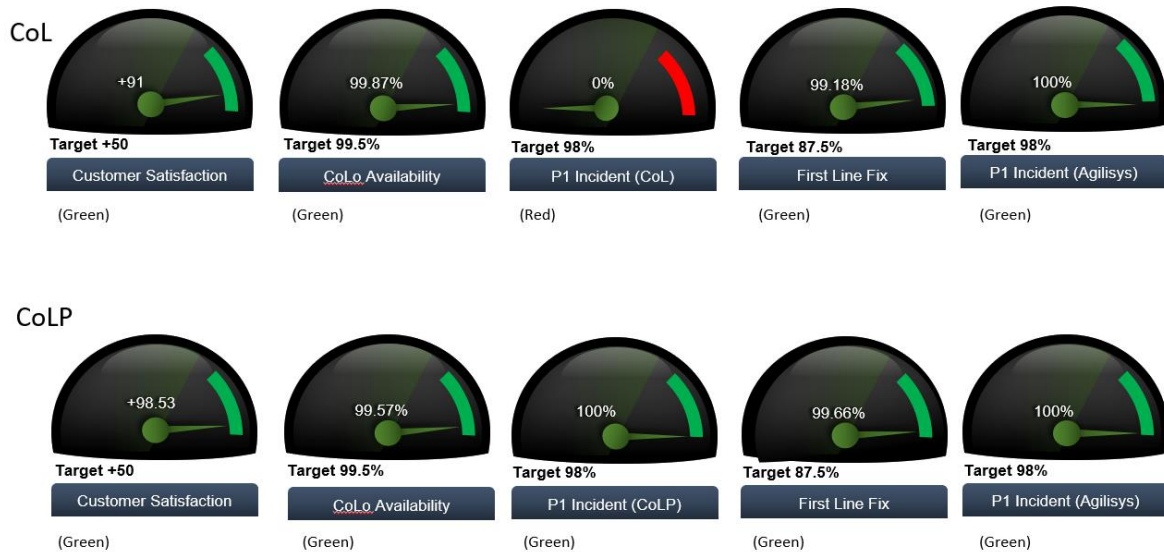 CoL
+91
99.87%
0%
99.18%
100%
Target +50
Target 99.5%
Target 98%
Target 87.5%
Target 98%
Customer Satisfaction
CoLo Availability
P1 Incident (CoL)
First Line Fix
P1 Incident (Agilisys)
(Green)
(Green)
(Red)
(Green)
(Green)
CoLP
+98.53
99.57%
100%
99.66%
100%
Target +50
Target 99.5%
Target 98%
Target 87.5%
Target 98%
Customer Satisfaction
CoLo Availability
P1 Incident (CoLP)
First Line Fix
P1 Incident (Agilisys)
(Green)
(Green)
(Green)
(Green)
(Green)